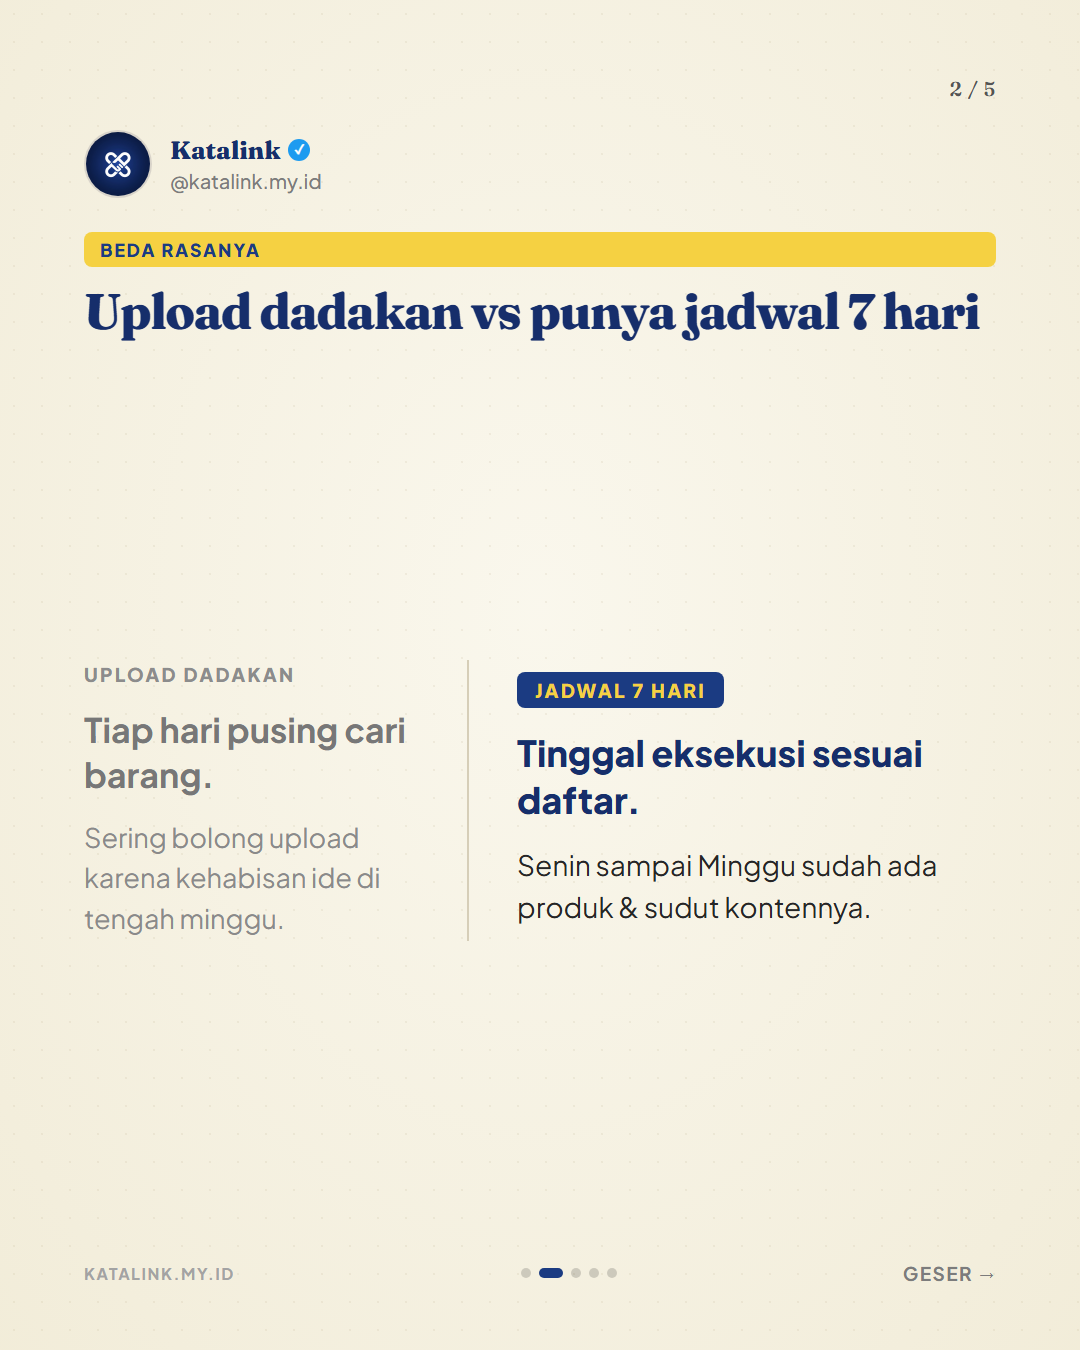 2 / 5
Katalink
@katalink.my.id
BEDA RASANYA
Upload dadakan vs punya jadwal 7 hari
UPLOAD DADAKAN
Tiap hari pusing cari
barang.
Sering bolong upload
karena kehabisan ide di
tengah minggu.
JADWAL 7 HARI
Tinggal eksekusi sesuai
daftar.
Senin sampai Minggu sudah ada
produk & sudut kontennya.
KATALINK.MY.ID
GESER →